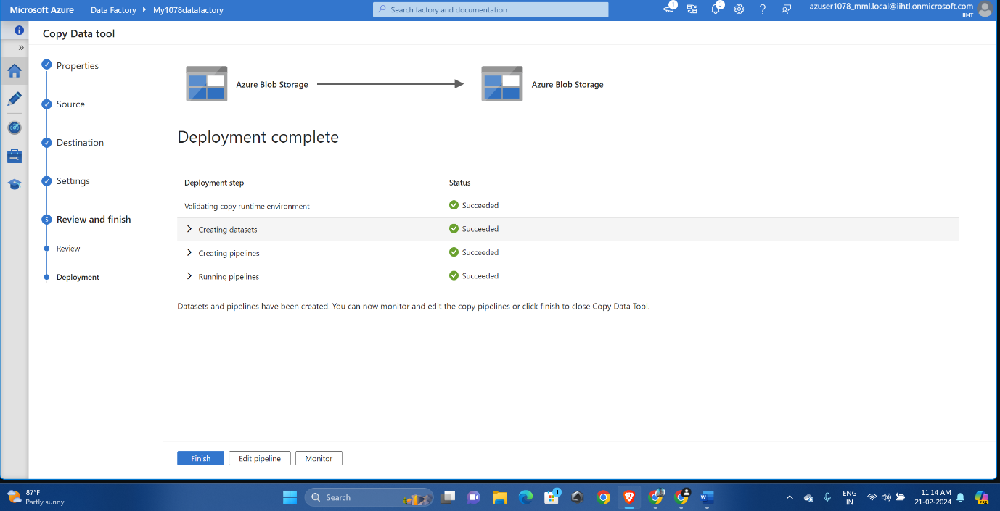 Microsoft Azure Data Factory My1078datafactory
Search factory and documentation
1
3
azuser1078_mml.local@iihtl.onmicrosoft.com
IIHT
Copy Data tool
Properties
Source
Destination
Settings
5 Review and finish
Review
Deployment
Azure Blob Storage Azure Blob Storage
Deployment complete
Deployment step Status
Validating copy runtime environment Succeeded
Creating datasets Succeeded
Creating pipelines Succeeded
Running pipelines Succeeded
Datasets and pipelines have been created. You can now monitor and edit the copy pipelines or click finish to close Copy Data Tool.
Finish Edit pipeline Monitor
87°F
Partly sunny
Search
1
ENG
IN
11:14 AM
21-02-2024
PRE